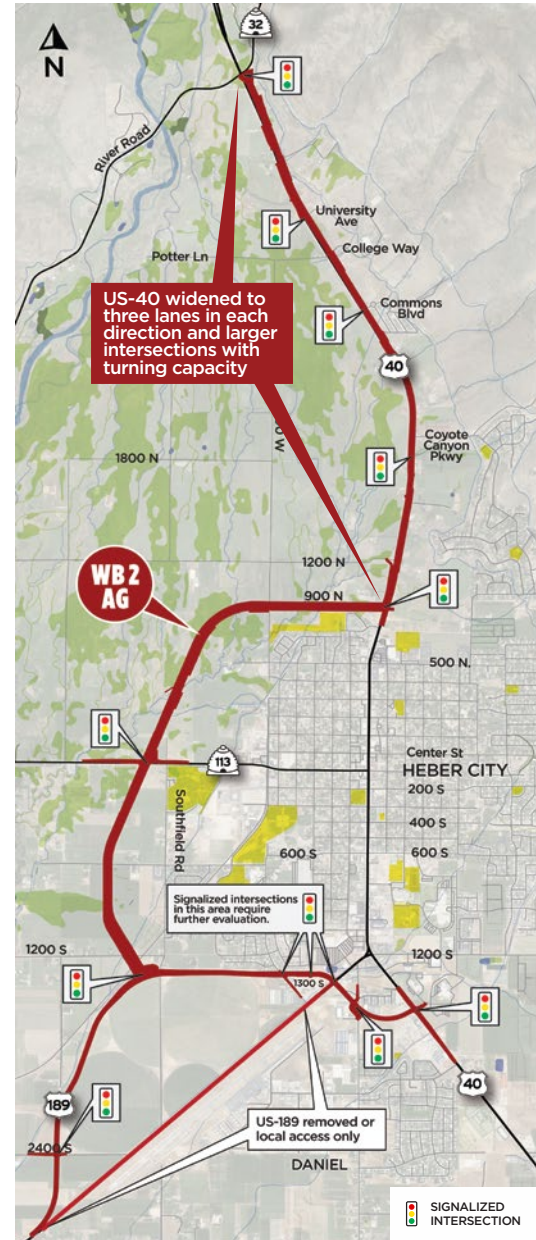 32
N
River Road
University
Ave
College Way
Potter Ln
Commons
Blvd
US-40 widened to
three lanes in each
direction and larger
intersections with
turning capacity
40
W
Coyote
Canyon
Pkwy
1800 N
1200 N
900 N
WB 2
AG
500 N.
Center St
HEBER CITY
113
200 S
Southfield Rd
400 S
600 S
600 S
Signalized intersections
in this area require
further evaluation.
1200 S
1200 S
1300 S
189
40
US-189 removed or
local access only
2400 S
DANIEL
SIGNALIZED
INTERSECTION